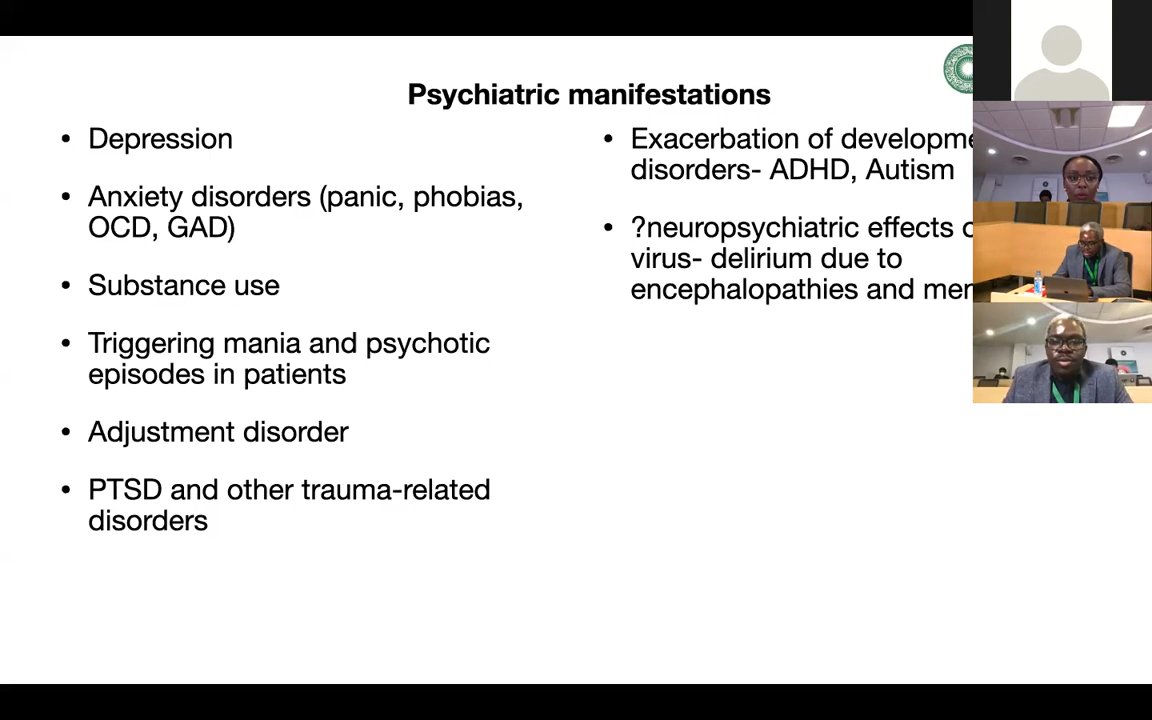 Psychiatric manifestations
• Depression
• Anxiety disorders (panic, phobias,
OCD, GAD)
• Substance use
• Triggering mania and psychotic
episodes in patients
• Adjustment disorder
• PTSD and other trauma-related
disorders
• Exacerbation of
disorders- ADHD, Autism
• ?neuropsychiatric effects
virus- delirium due to
encephalopathies and